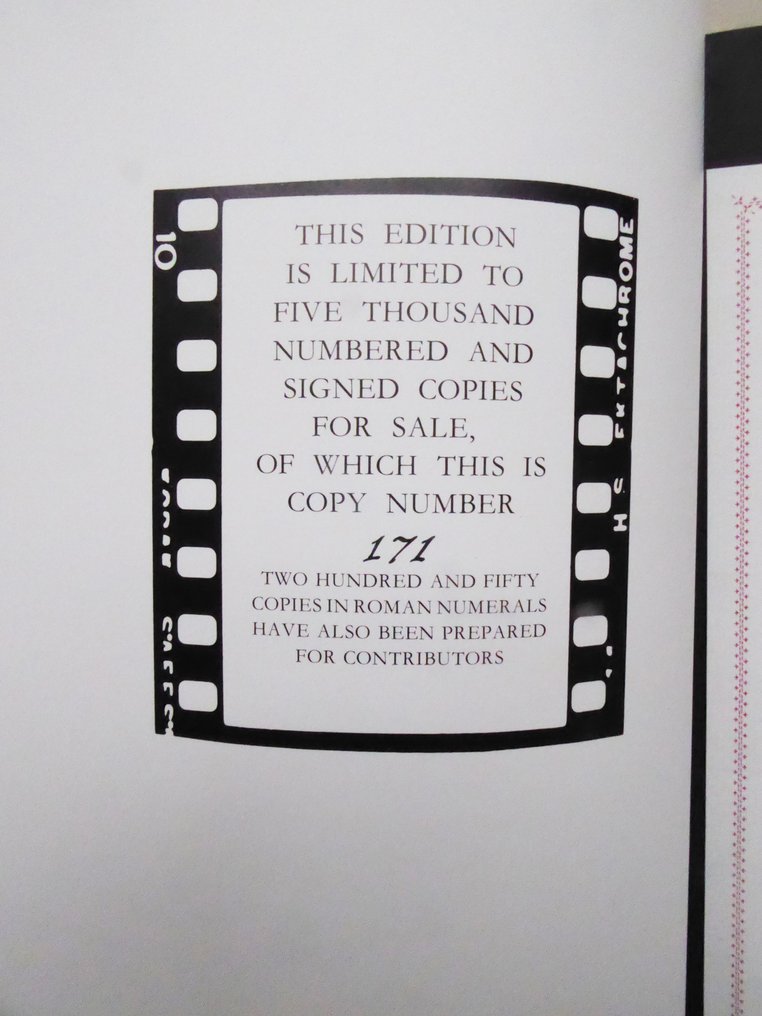 THIS EDITION
IS LIMITED TO
FIVE THOUSAND
NUMBERED AND
SIGNED COPIES
FOR SALE,
OF WHICH THIS IS
COPY NUMBER
171
TWO HUNDRED AND FIFTY
COPIES IN ROMAN NUMERALS
HAVE ALSO BEEN PREPARED
FOR CONTRIBUTORS
10
EKTACHROME